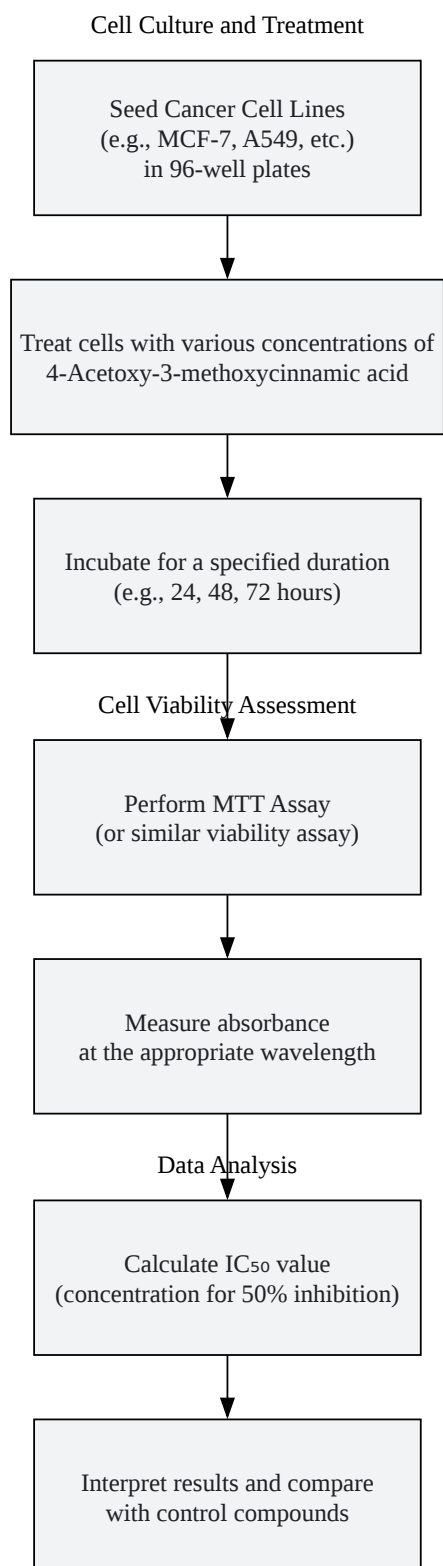 Cell Culture and Treatment
Seed Cancer Cell Lines
(e.g., MCF-7, A549, etc.)
in 96-well plates
Treat cells with various concentrations of
4-Acetoxy-3-methoxycinnamic acid
Incubate for a specified duration
(e.g., 24, 48, 72 hours)
Cell Viability Assessment
Perform MTT Assay
(or similar viability assay)
Measure absorbance
at the appropriate wavelength
Data Analysis
Calculate IC₅₀ value
(concentration for 50% inhibition)
Interpret results and compare
with control compounds